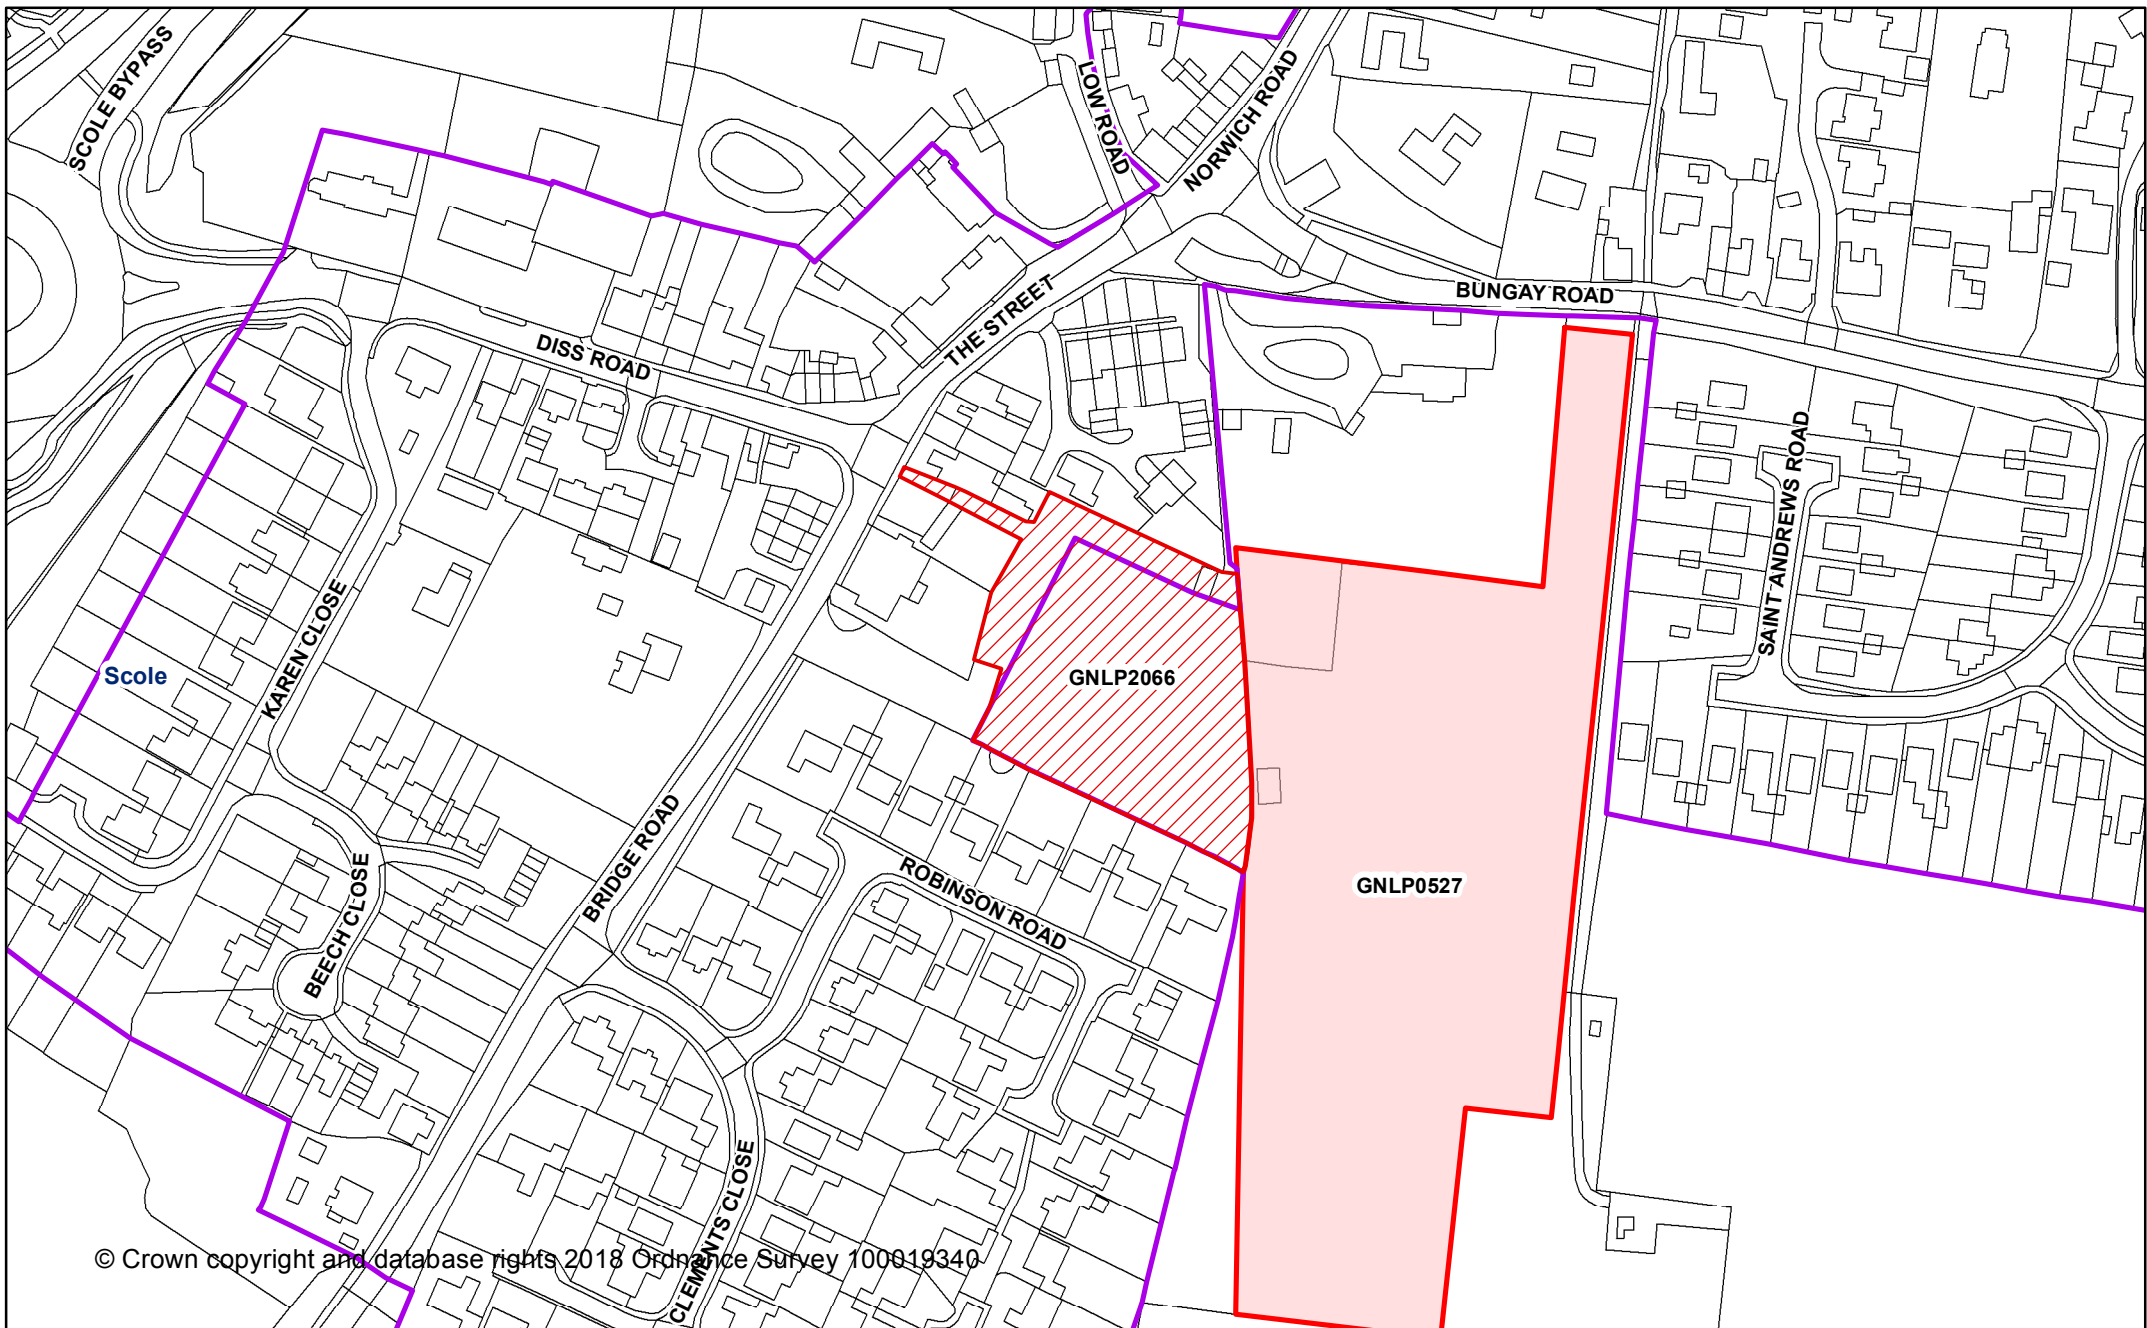 SCOLE BYPASS
LOW ROAD
NORWICH ROAD
BUNGAY ROAD
THE STREET
DISS ROAD
SAINT ANDREWS ROAD
KAREN CLOSE
Scole
GNLP2066
BRIDGE ROAD
ROBINSON ROAD
GNLP0527
BEECH CLOSE
CLEMENTS CLOSE
© Crown copyright and database rights 2018 Ordnance Survey 100019340